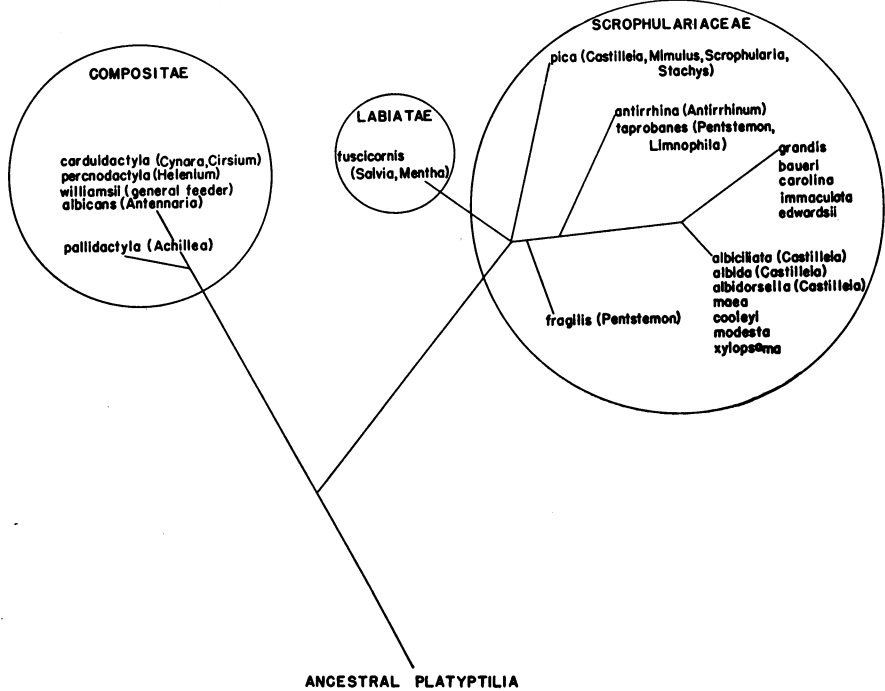 COMPOSITAE
carduidactyla (Cynara, Cirsium)
percnodactyla (Helenium)
williamsii (general feeder)
albicans (Antennaria)
pallidactyla (Achillea)
LABIATAE
fuscicornis
(Salvia, Mentha)
SCROPHULARIACEAE
pica (Castilleia, Mimulus, Scrophularia,
Stachys)
antirrhina (Antirrhinum)
taprobanes (Pentstemon,
Limnophila)
grandis
baueri
carolina
immaculata
edwardsii
albiciliata (Castilleia)
albida (Castilleia)
albidorsella (Castilleia)
maea
cooleyi
modesta
xylopsama
fragilis (Pentstemon)
ANCESTRAL PLATYPTILIA